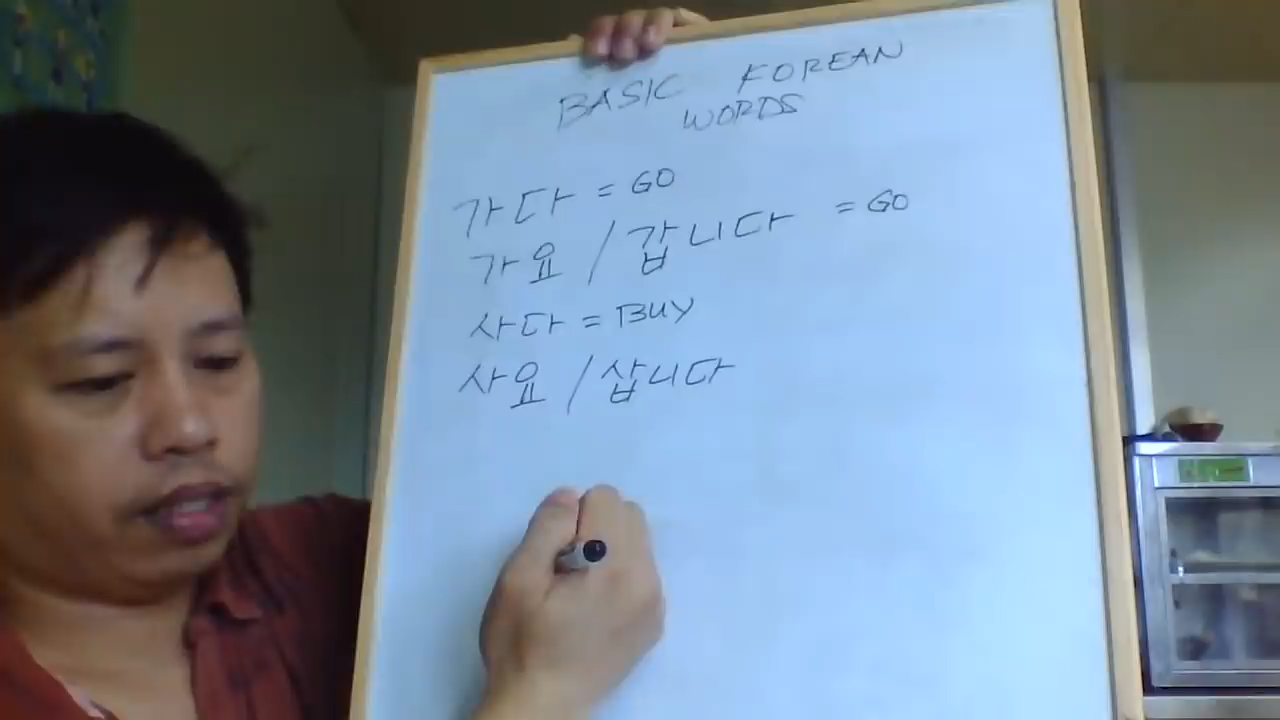 BASIC KOREAN
WORDS
가다 = GO
가요 / 갑니다 = GO
사다 = BUY
사요 / 삽니다